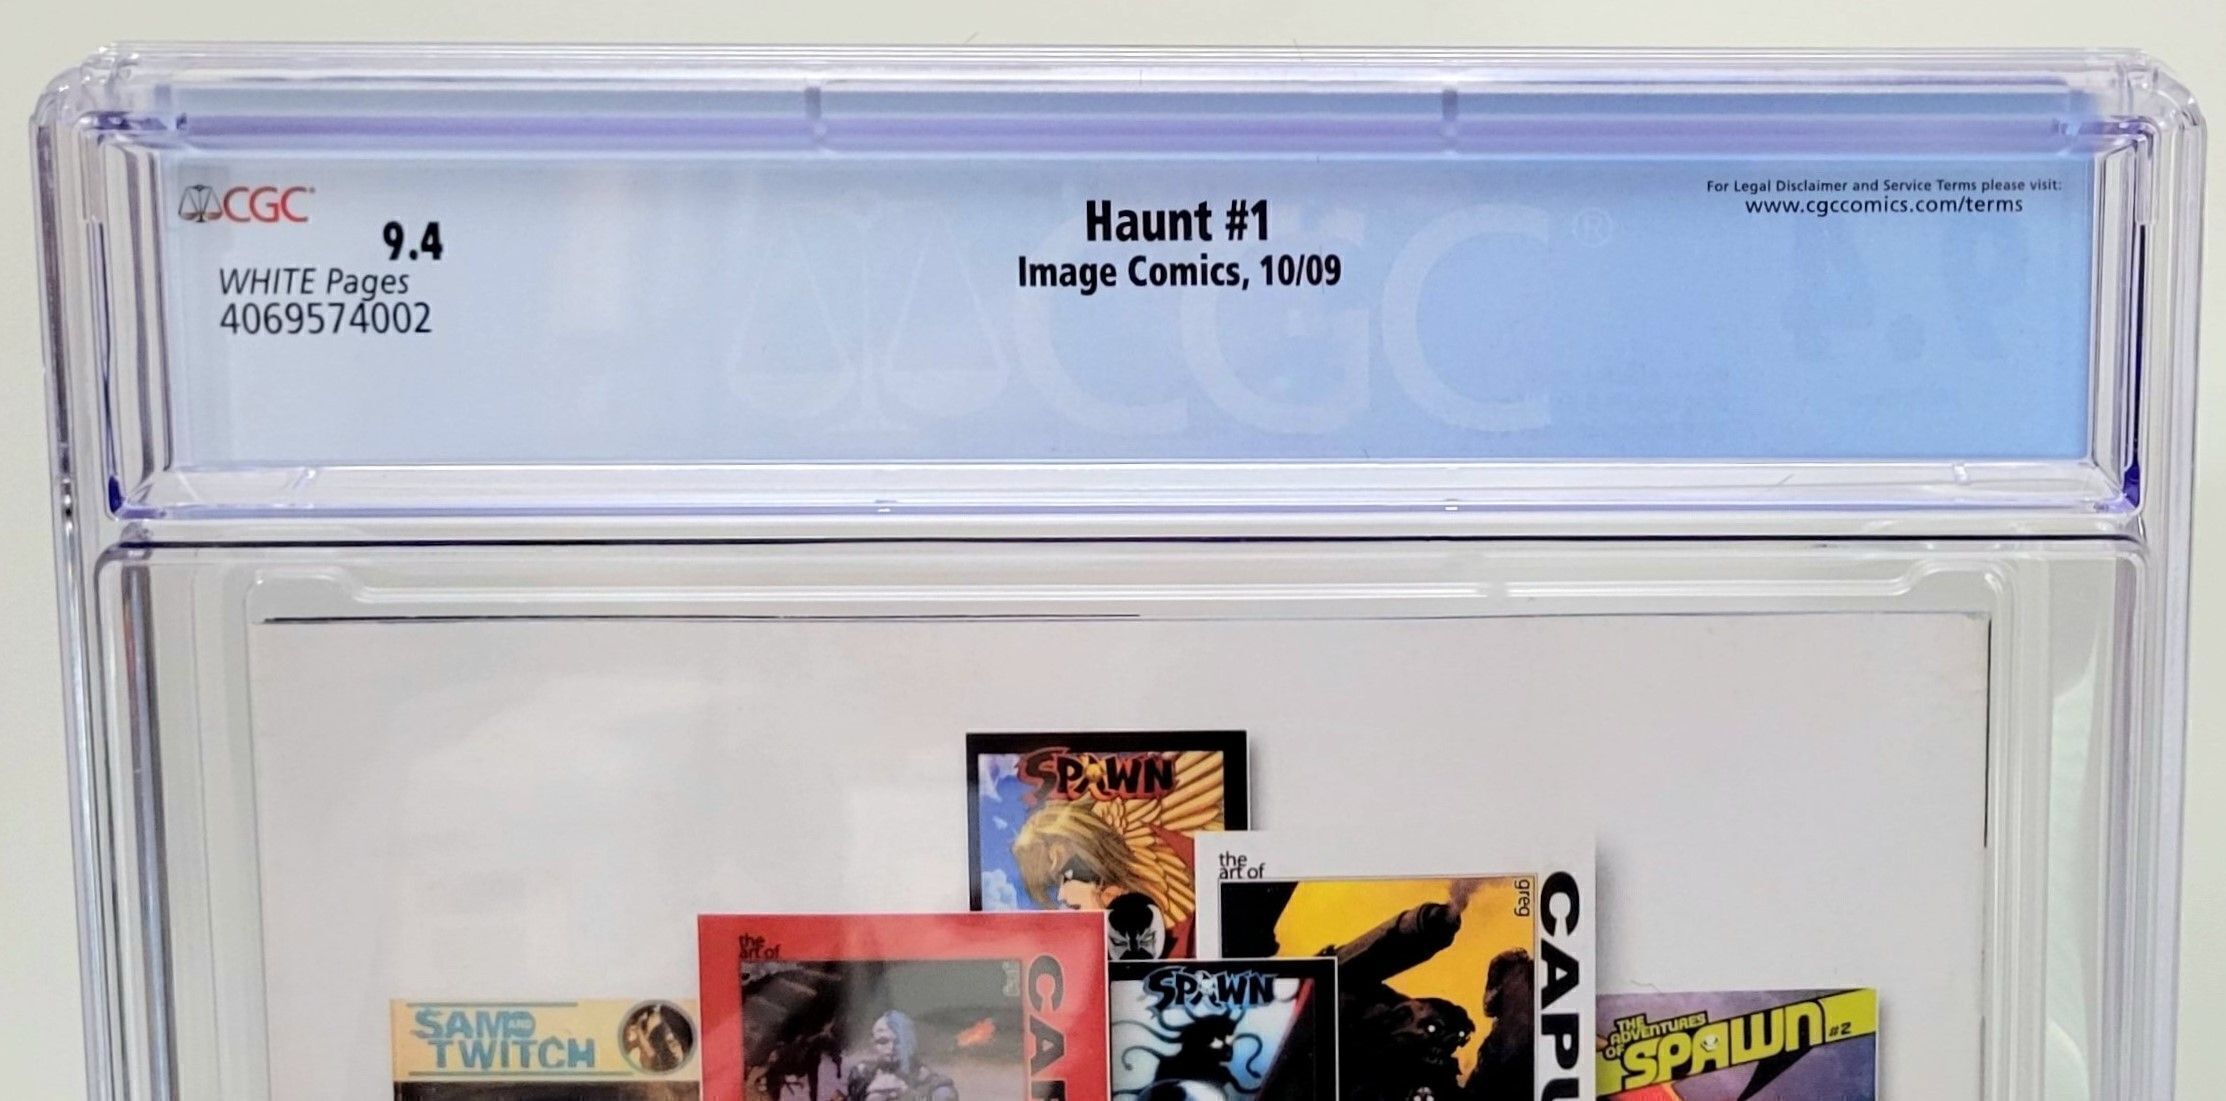 CGC
9.4
WHITE Pages
4069574002
Haunt #1
Image Comics, 10/09
For Legal Disclaimer and Service Terms please visit:
www.cgccomics.com/terms
CGC®
SPAWN
the
art of
greg
CAPU
the
art of
SPAWN
SAM AND
TWITCH
THE
ADVENTURES
OF
SPAWN #2